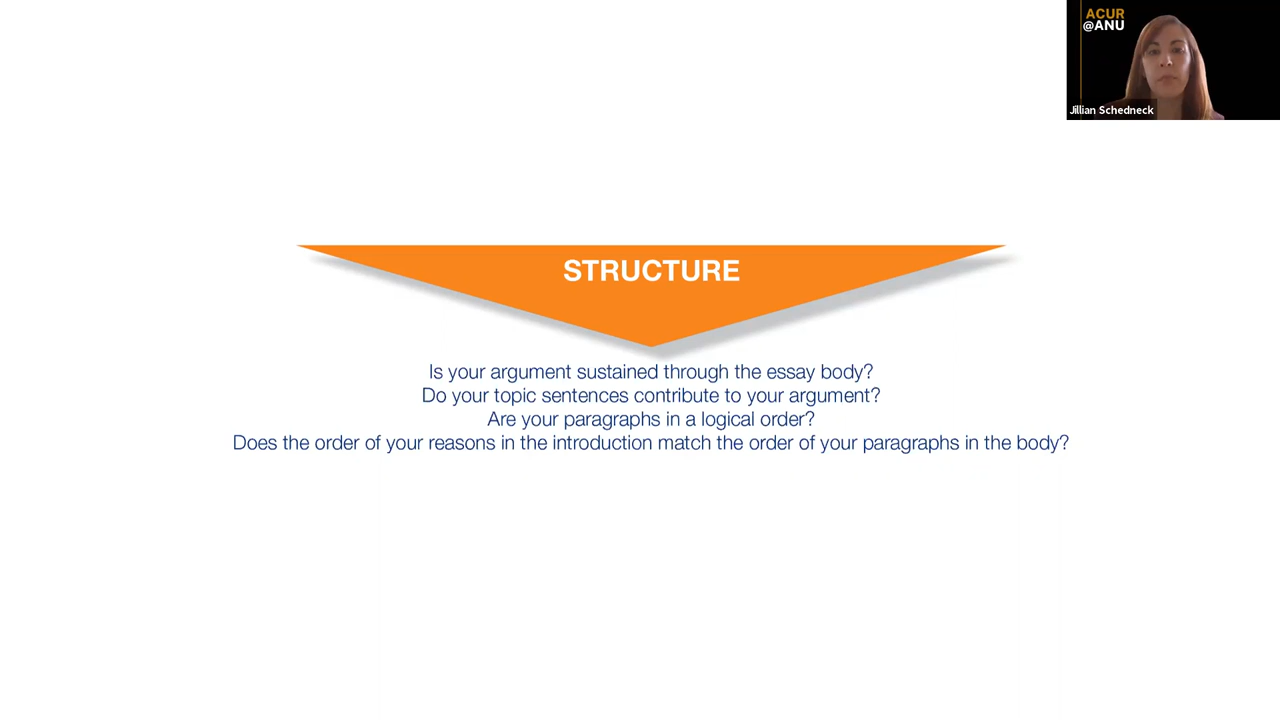 ACUR
@ANU
Jillian Schedneck
STRUCTURE
Is your argument sustained through the essay body?
Do your topic sentences contribute to your argument?
Are your paragraphs in a logical order?
Does the order of your reasons in the introduction match the order of your paragraphs in the body?